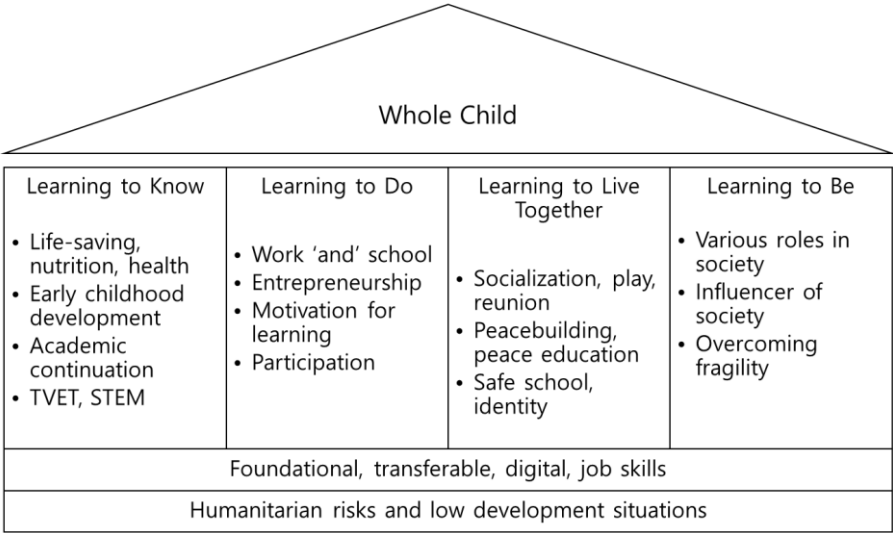 Whole Child
Learning to Know
• Life-saving,
nutrition, health
• Early childhood
development
• Academic
continuation
• TVET, STEM
Learning to Do
• Work ‘and’ school
• Entrepreneurship
• Motivation for
learning
• Participation
Learning to Live
Together
• Socialization, play,
reunion
• Peacebuilding,
peace education
• Safe school,
identity
Learning to Be
• Various roles in
society
• Influencer of
society
• Overcoming
fragility
Foundational, transferable, digital, job skills
Humanitarian risks and low development situations